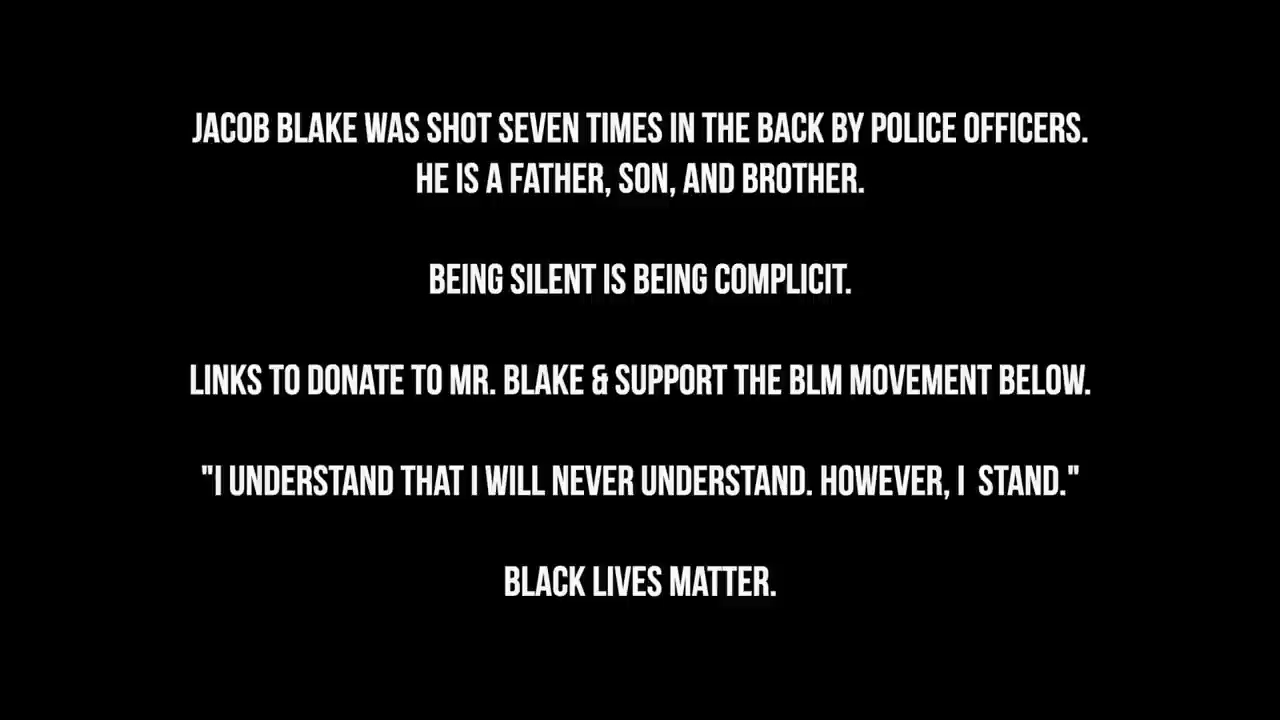 JACOB BLAKE WAS SHOT SEVEN TIMES IN THE BACK BY POLICE OFFICERS.
HE IS A FATHER, SON, AND BROTHER.
BEING SILENT IS BEING COMPLICIT.
LINKS TO DONATE TO MR. BLAKE & SUPPORT THE BLM MOVEMENT BELOW.
"I UNDERSTAND THAT I WILL NEVER UNDERSTAND. HOWEVER, I  STAND."
BLACK LIVES MATTER.